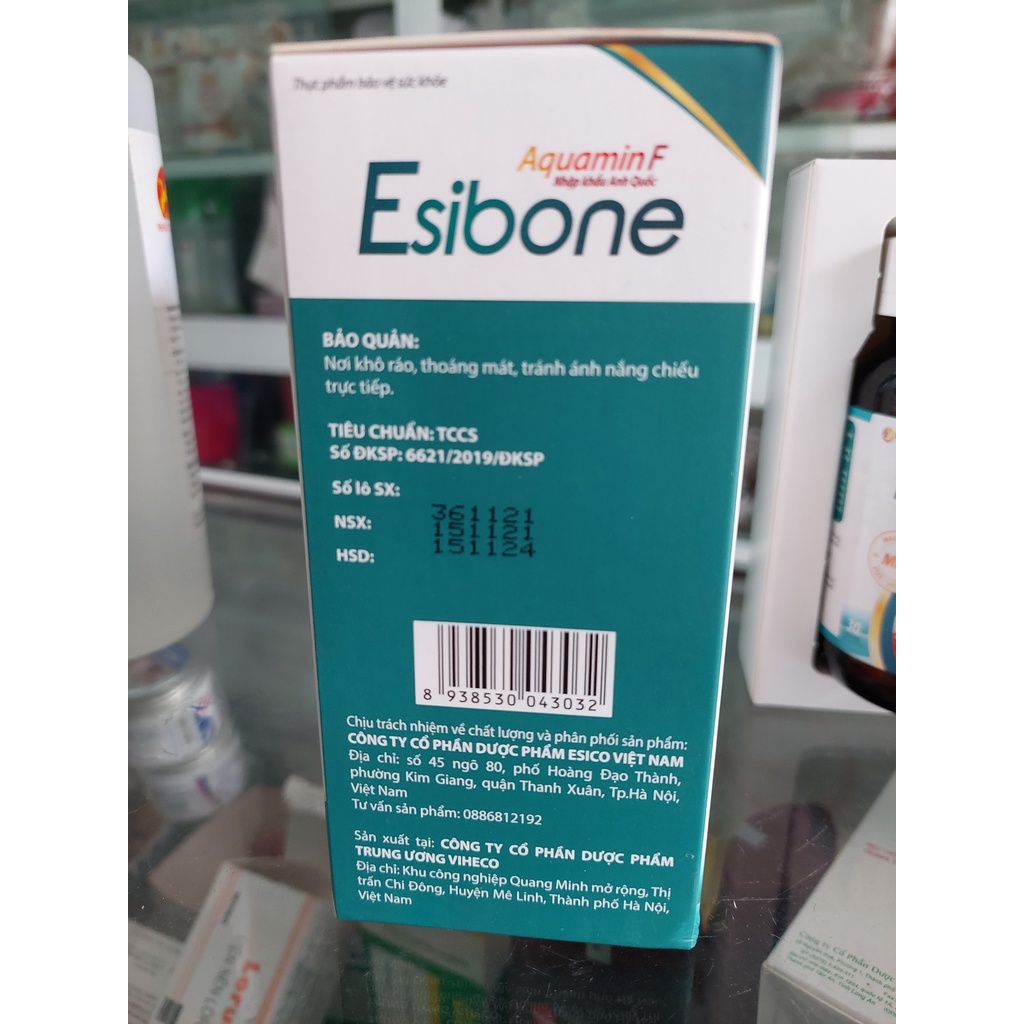 Thực phẩm bảo vệ sức khỏe
Aquamin F
Nhập khẩu Anh Quốc
Esibone
BẢO QUẢN:
Nơi khô ráo, thoáng mát, tránh ánh nắng chiếu
trực tiếp.
TIÊU CHUẨN: TCCS
Số ĐKSP: 6621/2019/ĐKSP
Số lô SX: 361121
NSX: 151121
HSD: 151124
8 938530 043032
Chịu trách nhiệm về chất lượng và phân phối sản phẩm:
CÔNG TY CỔ PHẦN DƯỢC PHẨM ESICO VIỆT NAM
Địa chỉ: số 45 ngõ 80, phố Hoàng Đạo Thành,
phường Kim Giang, quận Thanh Xuân, Tp.Hà Nội,
Việt Nam
Tư vấn sản phẩm: 0886812192
Sản xuất tại: CÔNG TY CỔ PHẦN DƯỢC PHẨM
TRUNG ƯƠNG VIHECO
Địa chỉ: Khu công nghiệp Quang Minh mở rộng, Thị
trấn Chi Đông, Huyện Mê Linh, Thành phố Hà Nội,
Việt Nam
30
Công ty Cổ Phần Dược